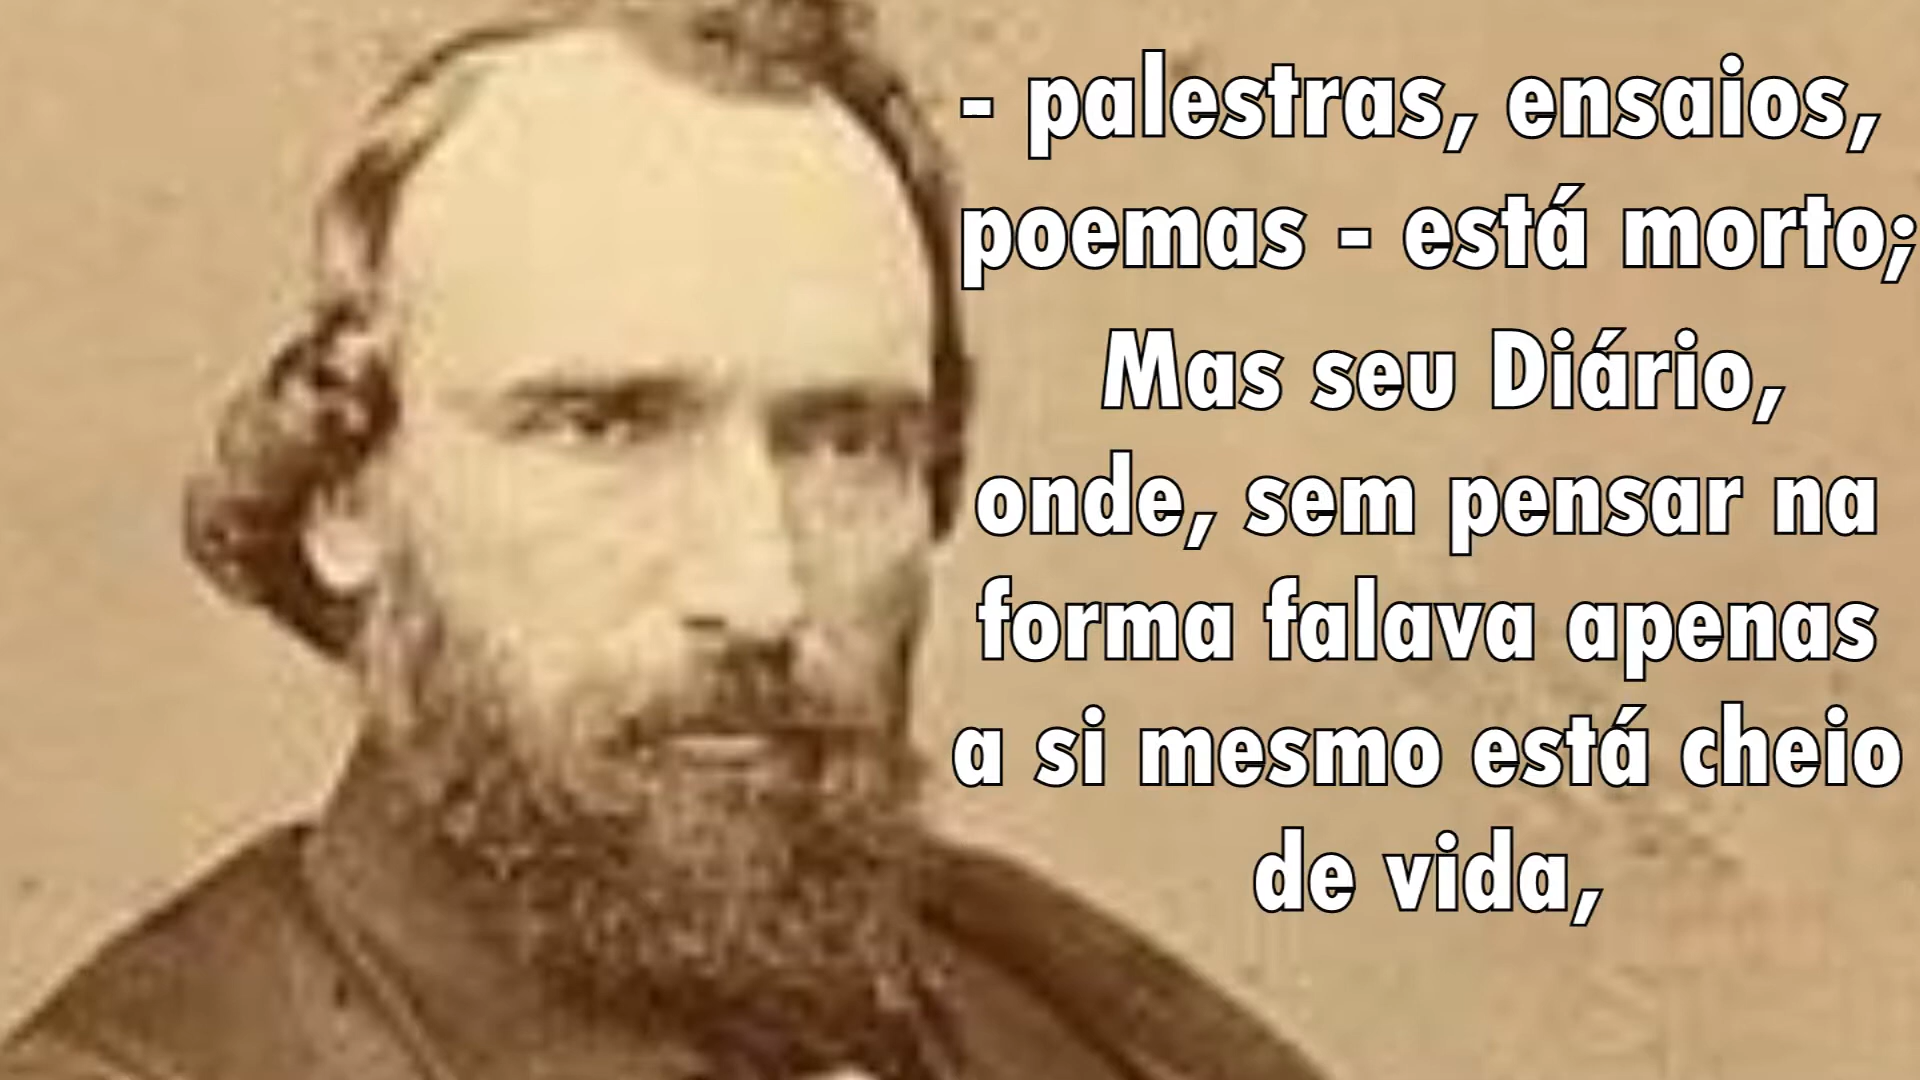 - palestras, ensaios,
poemas - está morto;
Mas seu Diário,
onde, sem pensar na
forma falava apenas
a si mesmo está cheio
de vida,